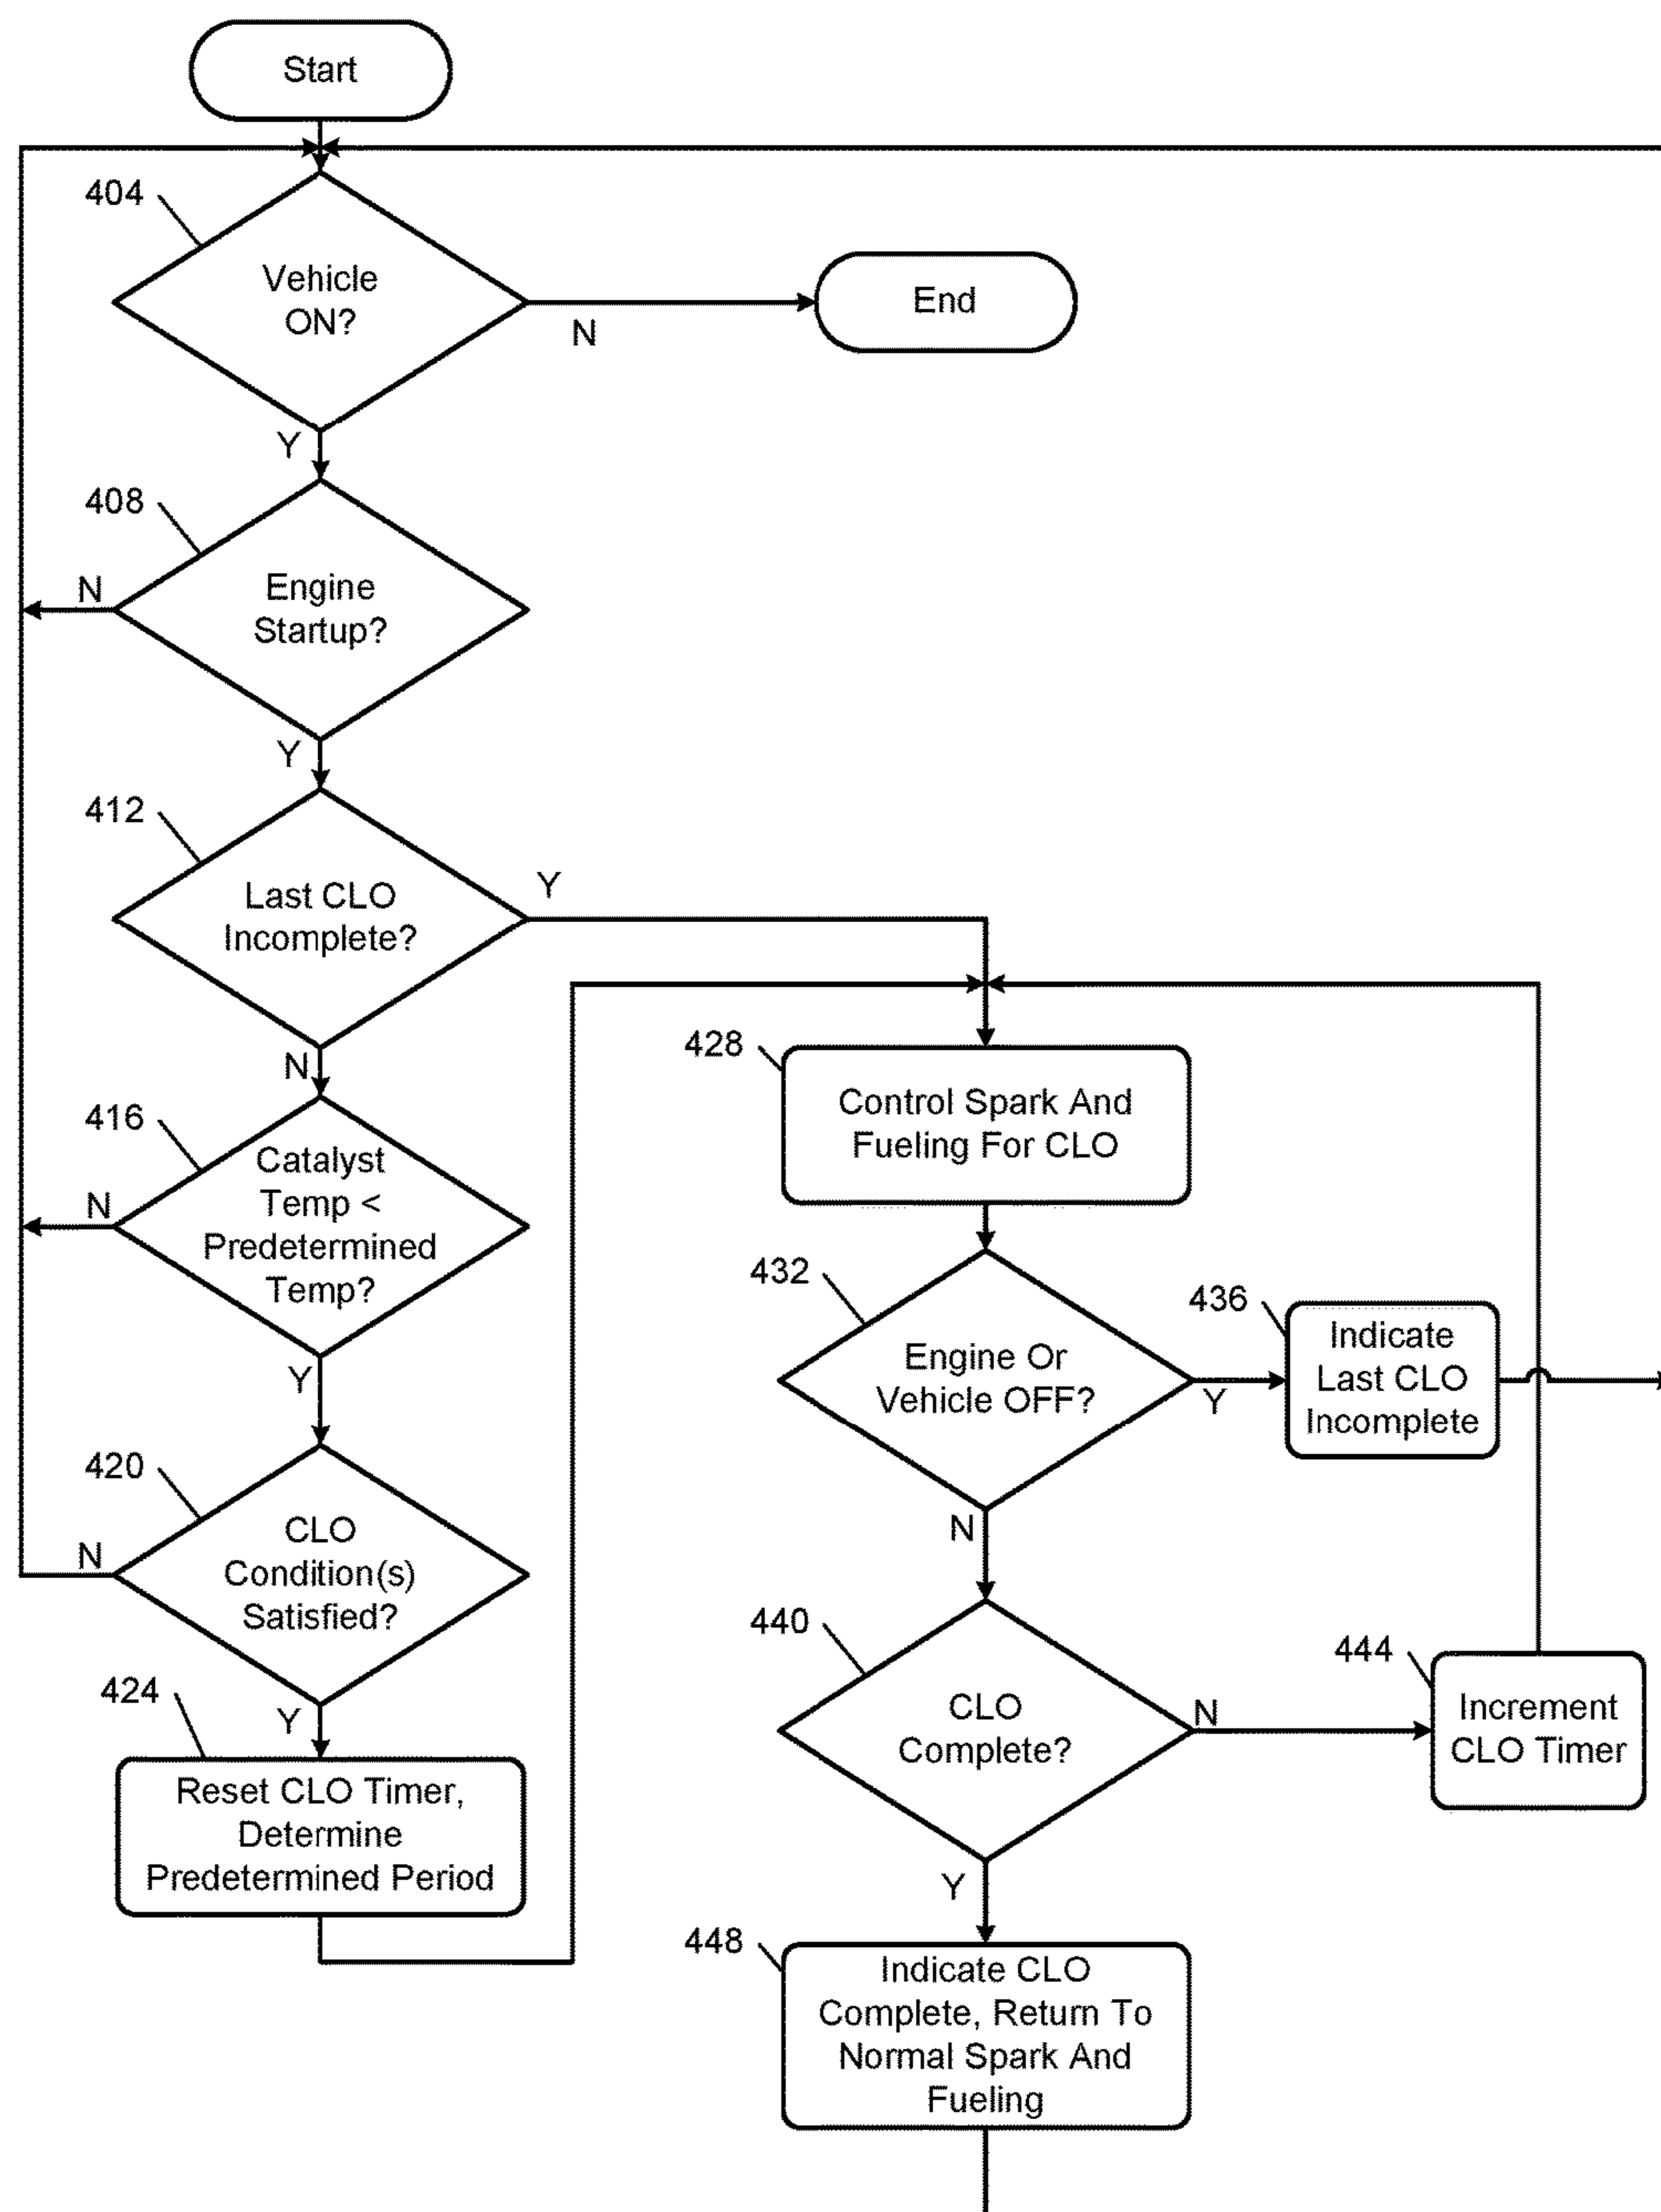 Start
404
Vehicle
ON?
N
End
Y
408
Engine
Startup?
N
Y
412
Last CLO
Incomplete?
Y
N
416
Catalyst
Temp <
Predetermined
Temp?
N
Y
420
CLO
Condition(s)
Satisfied?
N
Y
424
Reset CLO Timer,
Determine
Predetermined Period
428
Control Spark And
Fueling For CLO
432
Engine Or
Vehicle OFF?
Y
436
Indicate
Last CLO
Incomplete
N
440
CLO
Complete?
N
444
Increment
CLO Timer
Y
448
Indicate CLO
Complete, Return To
Normal Spark And
Fueling